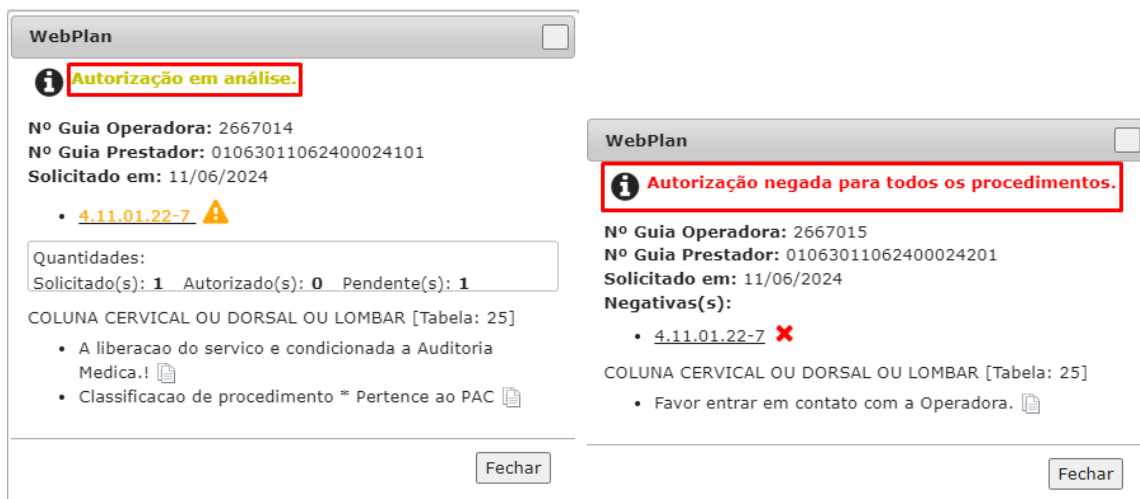 WebPlan
Autorização em análise.
Nº Guia Operadora: 2667014
Nº Guia Prestador: 01063011062400024101
Solicitado em: 11/06/2024
• 4.11.01.22-7
Quantidades:
Solicitado(s): 1 Autorizado(s): 0 Pendente(s): 1
COLUNA CERVICAL OU DORSAL OU LOMBAR [Tabela: 25]
• A liberacao do servico e condicionada a Auditoria
Medica.!
• Classificacao de procedimento * Pertence ao PAC
Fechar
WebPlan
Autorização negada para todos os procedimentos.
Nº Guia Operadora: 2667015
Nº Guia Prestador: 01063011062400024201
Solicitado em: 11/06/2024
Negativas(s):
• 4.11.01.22-7
COLUNA CERVICAL OU DORSAL OU LOMBAR [Tabela: 25]
• Favor entrar em contato com a Operadora.
Fechar